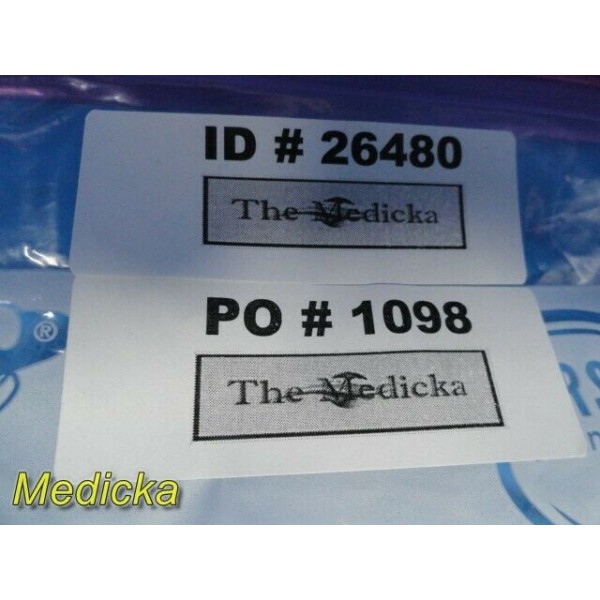 ID # 26480
The Medicka
PO # 1098
The Medicka
®
Medicka